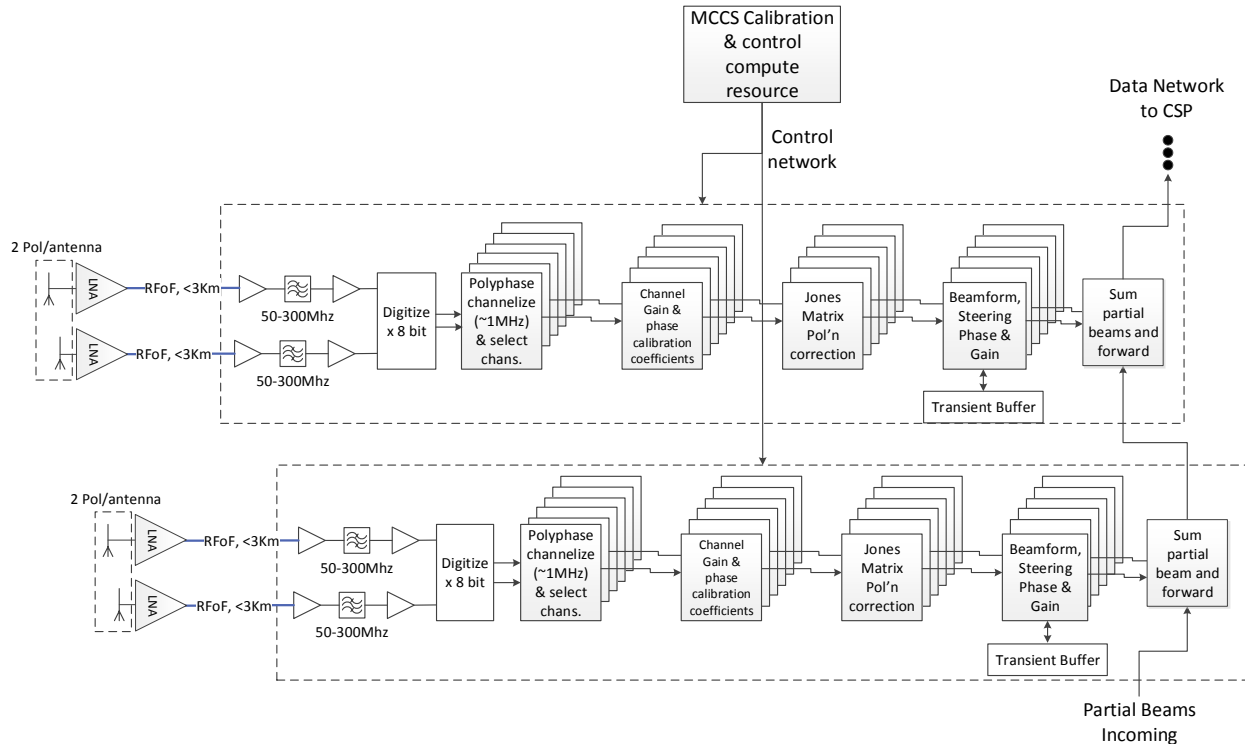 MCCS Calibration
& control
compute
resource
Data Network
to CSP
Control
network
2 Pol/antenna
LNA
RFoF, <3Km
50-300Mhz
LNA
RFoF, <3Km
50-300Mhz
Digitize
x 8 bit
Polyphase
channelize
(~1MHz)
& select
chans.
Channel
Gain &
phase
calibration
coefficients
Jones
Matrix
Pol'n
correction
Beamform,
Steering
Phase &
Gain
Transient Buffer
Sum
partial
beams and
forward
2 Pol/antenna
LNA
RFoF, <3Km
50-300Mhz
LNA
RFoF, <3Km
50-300Mhz
Digitize
x 8 bit
Polyphase
channelize
(~1MHz)
& select
chans.
Channel
Gain &
phase
calibration
coefficients
Jones
Matrix
Pol'n
correction
Beamform,
Steering
Phase &
Gain
Transient Buffer
Sum
partial
beam and
forward
Partial Beams
Incoming